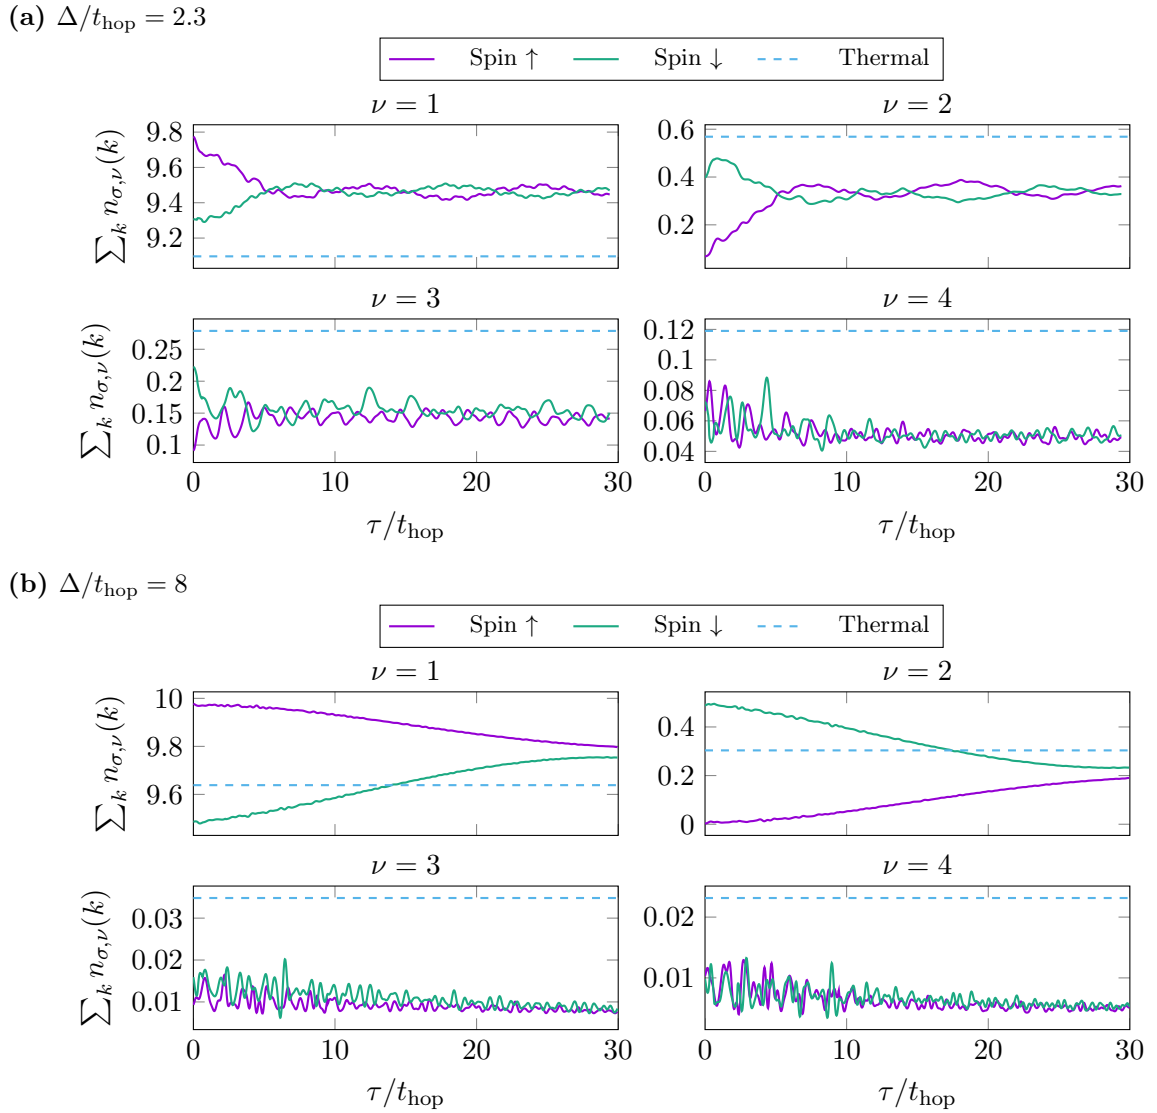 (a) Δ/t_hop = 2.3
Spin ↑ Spin ↓ Thermal
ν = 1 ν = 2
∑_k n_σ,ν(k)
9.8
9.6
9.4
9.2
0.6
0.4
0.2
ν = 3 ν = 4
∑_k n_σ,ν(k)
0.25
0.2
0.15
0.1
0.12
0.1
0.08
0.06
0.04
0 10 20 30 0 10 20 30
τ/t_hop τ/t_hop
(b) Δ/t_hop = 8
Spin ↑ Spin ↓ Thermal
ν = 1 ν = 2
∑_k n_σ,ν(k)
10
9.8
9.6
0.4
0.2
0
ν = 3 ν = 4
∑_k n_σ,ν(k)
0.03
0.02
0.01
0.02
0.01
0 10 20 30 0 10 20 30
τ/t_hop τ/t_hop